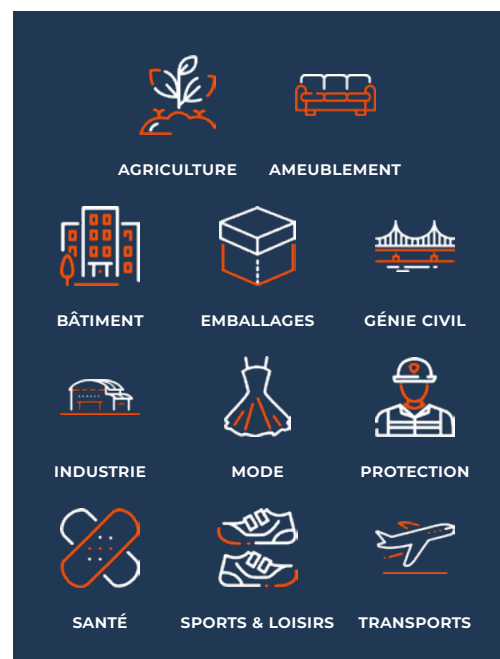 AGRICULTURE
AMEUBLEMENT
BÂTIMENT
EMBALLAGES
GÉNIE CIVIL
INDUSTRIE
MODE
PROTECTION
SANTÉ
SPORTS & LOISIRS
TRANSPORTS